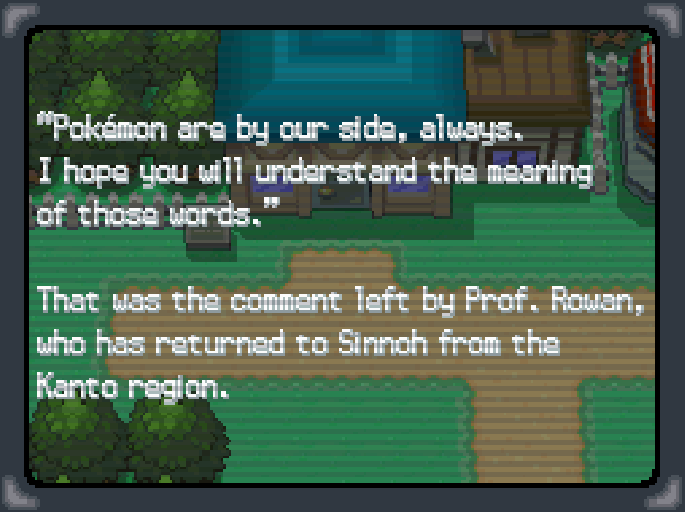 "Pokémon are by our side, always.
I hope you will understand the meaning
of those words."
That was the comment left by Prof. Rowan,
who has returned to Sinnoh from the
Kanto region.